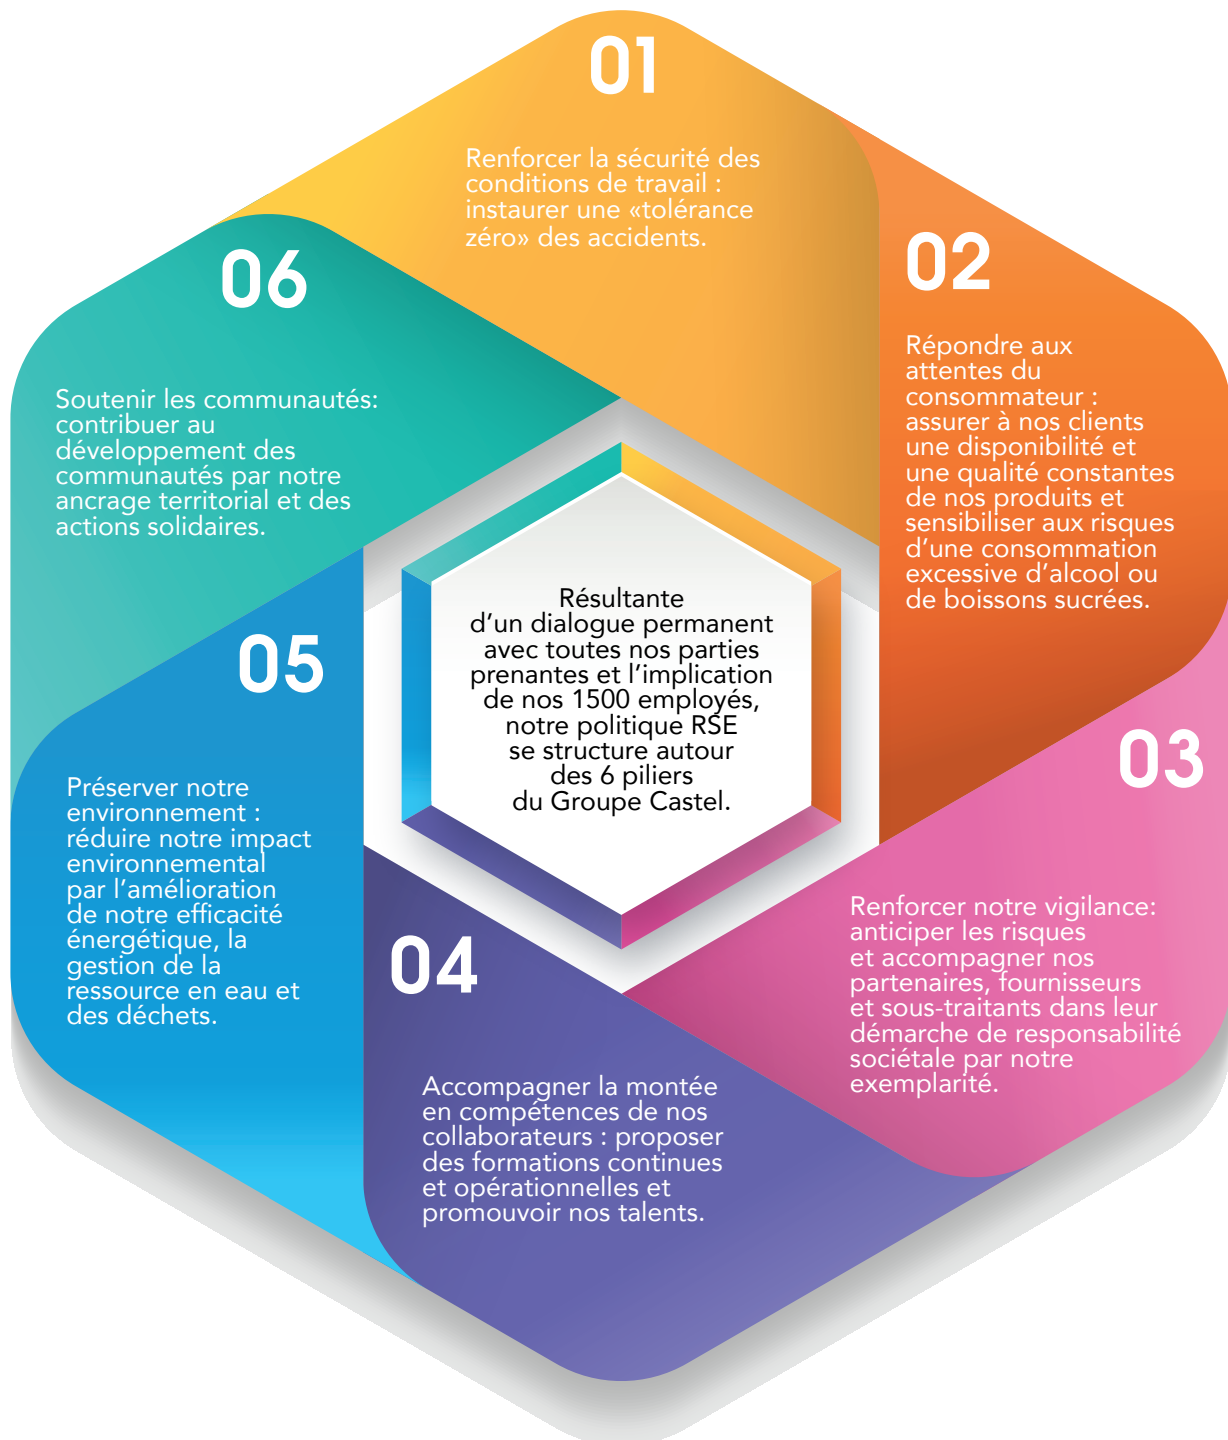 01
Renforcer la sécurité des
conditions de travail :
instaurer une «tolérance
zéro» des accidents.
02
Répondre aux
attentes du
consommateur :
assurer à nos clients
une disponibilité et
une qualité constantes
de nos produits et
sensibiliser aux risques
d’une consommation
excessive d’alcool ou
de boissons sucrées.
03
Renforcer notre vigilance:
anticiper les risques
et accompagner nos
partenaires, fournisseurs
et sous-traitants dans leur
démarche de responsabilité
sociétale par notre
exemplarité.
04
Accompagner la montée
en compétences de nos
collaborateurs : proposer
des formations continues
et opérationnelles et
promouvoir nos talents.
05
Préserver notre
environnement :
réduire notre impact
environnemental
par l’amélioration
de notre efficacité
énergétique, la
gestion de la
ressource en eau et
des déchets.
06
Soutenir les communautés:
contribuer au
développement des
communautés par notre
ancrage territorial et des
actions solidaires.
Résultante
d’un dialogue permanent
avec toutes nos parties
prenantes et l’implication
de nos 1500 employés,
notre politique RSE
se structure autour
des 6 piliers
du Groupe Castel.